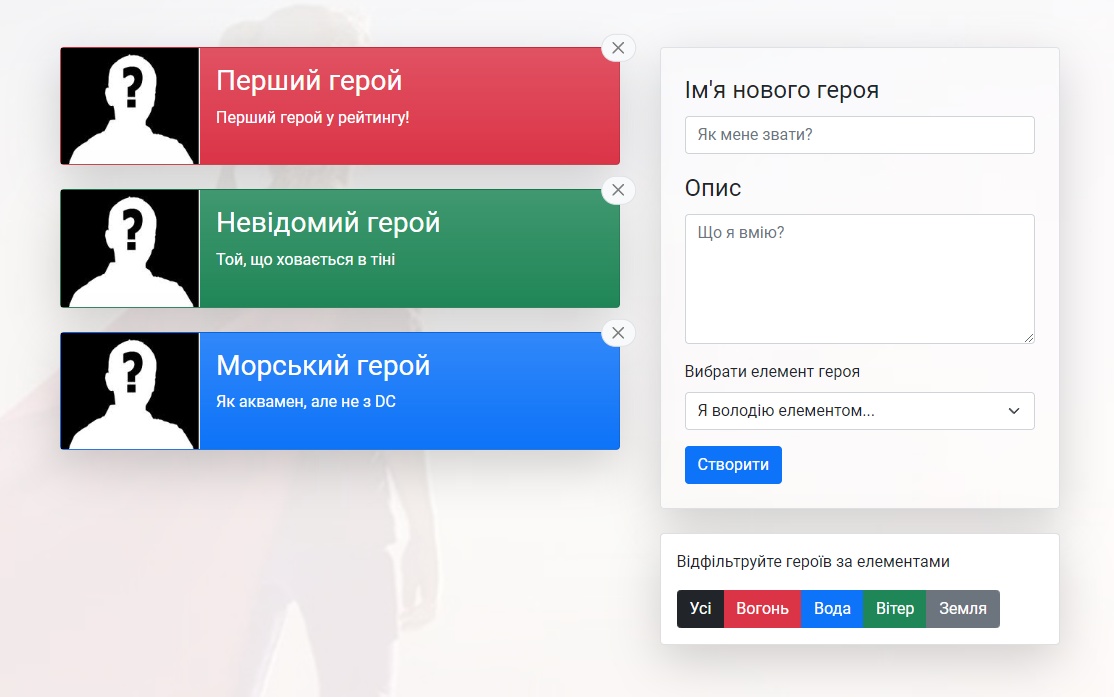 Перший герой
Перший герой у рейтингу!
Невідомий герой
Той, що ховається в тіні
Морський герой
Як аквамен, але не з DC
Ім'я нового героя
Як мене звати?
Опис
Що я вмію?
Вибрати елемент героя
Я володію елементом...
Створити
Відфільтруйте героїв за елементами
Усі Вогонь Вода Вітер Земля